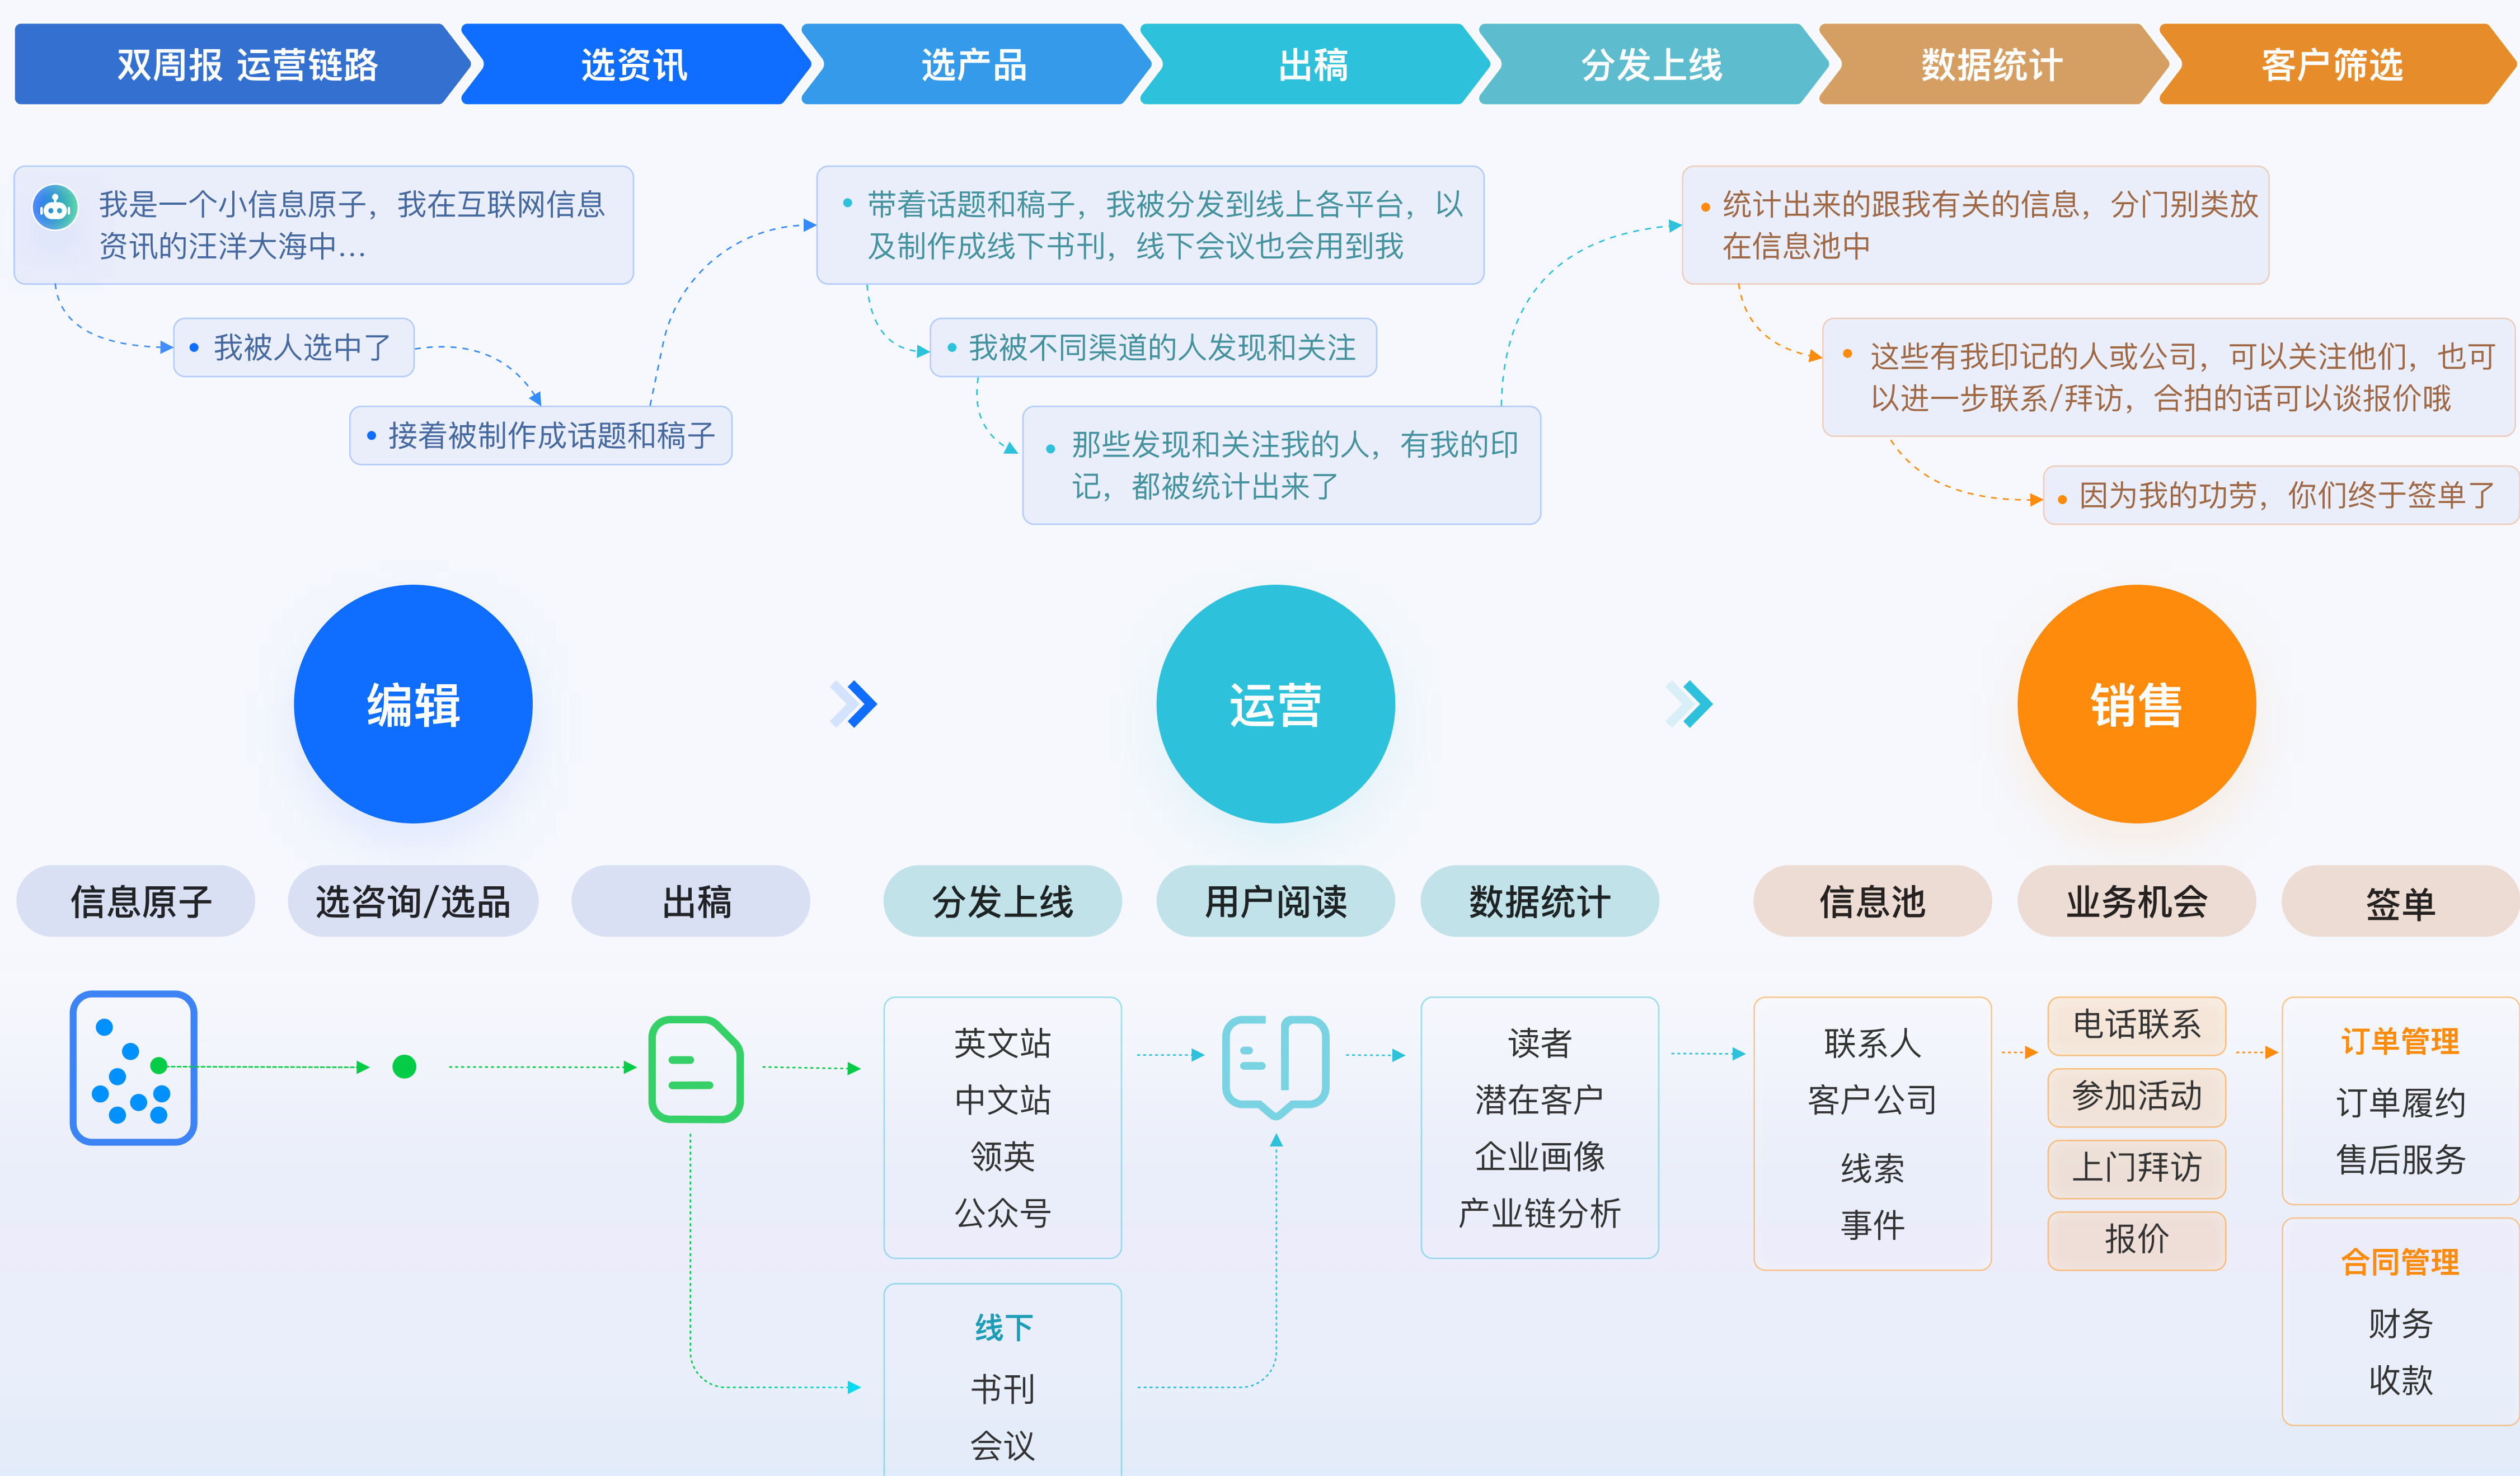 双周报 运营链路
选资讯
选产品
出稿
分发上线
数据统计
客户筛选
我是一个小信息原子，我在互联网信息
资讯的汪洋大海中...
我被人选中了
接着被制作成话题和稿子
带着话题和稿子，我被分发到线上各平台，以
及制作成线下书刊，线下会议也会用到我
我被不同渠道的人发现和关注
那些发现和关注我的人，有我的印
记，都被统计出来了
统计出来的跟我有关的信息，分门别类放
在信息池中
这些有我印记的人或公司，可以关注他们，也可
以进一步联系/拜访，合拍的话可以谈报价哦
因为我的功劳，你们终于签单了
编辑
运营
销售
信息原子
选咨询/选品
出稿
分发上线
用户阅读
数据统计
信息池
业务机会
签单
英文站
中文站
领英
公众号
线下
书刊
会议
读者
潜在客户
企业画像
产业链分析
联系人
客户公司
线索
事件
电话联系
参加活动
上门拜访
报价
订单管理
订单履约
售后服务
合同管理
财务
收款